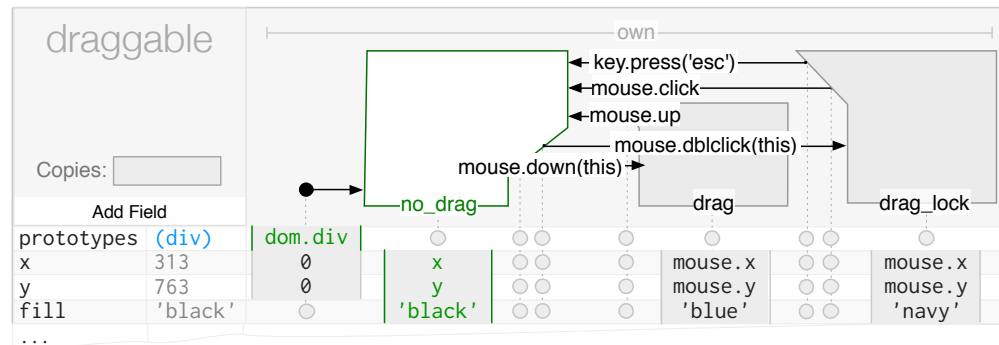 draggable
own
key.press('esc')
mouse.click
mouse.up
mouse.dblclick(this)
mouse.down(this)
Copies:
no_drag
drag
drag_lock
Add Field
prototypes (div) dom.div
x 313 0 x mouse.x mouse.x
y 763 0 y mouse.y mouse.y
fill 'black' 'black' 'blue' 'navy'
...